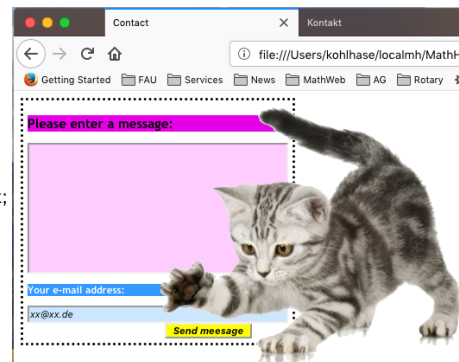 Contact
Kontakt
file:///Users/kohlhase/localmh/MathH
Getting Started FAU Services News MathWeb AG Rotary
Please enter a message:
t;
Your e-mail address:
xx@xx.de
Send meesage